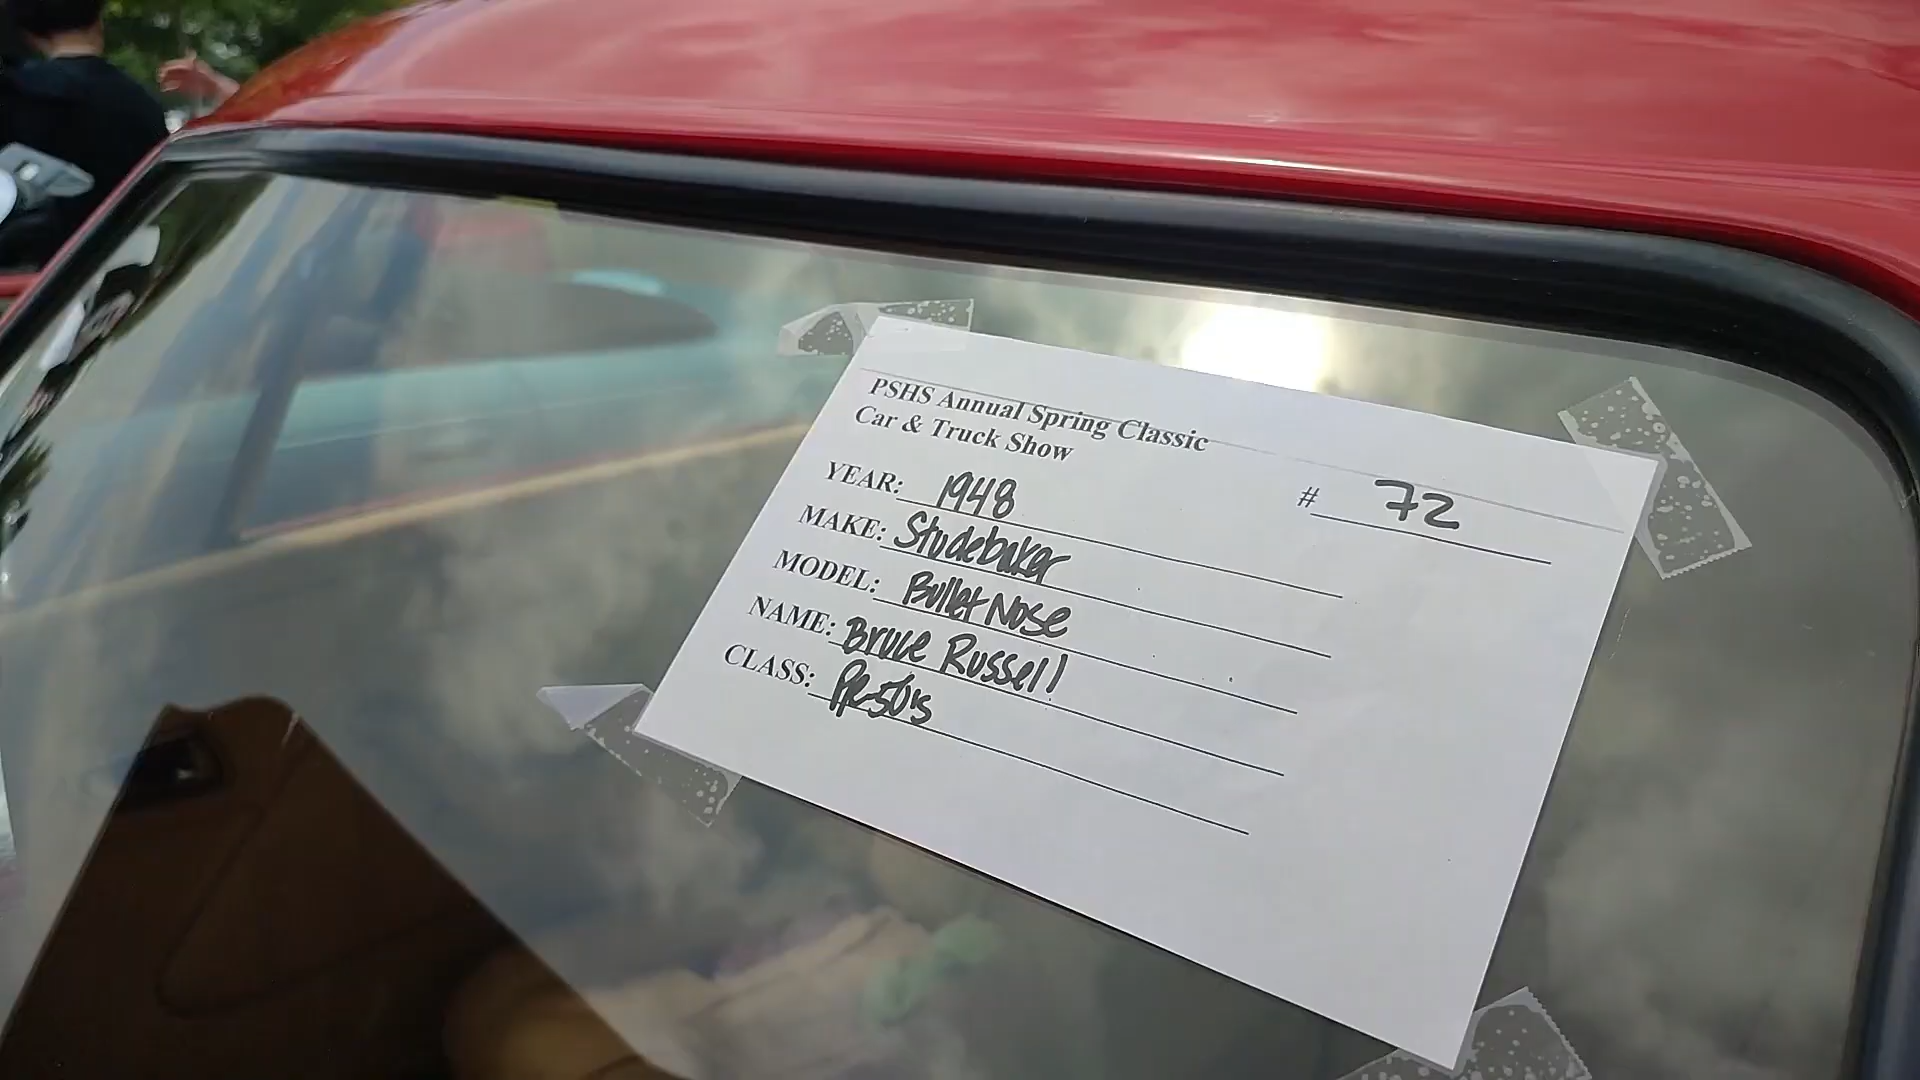 PSHS Annual Spring Classic
Car & Truck Show
YEAR: 1948 # 72
MAKE: Studebaker
MODEL: Bullet Nose
NAME: Bruce Russell
CLASS: Pre-50's